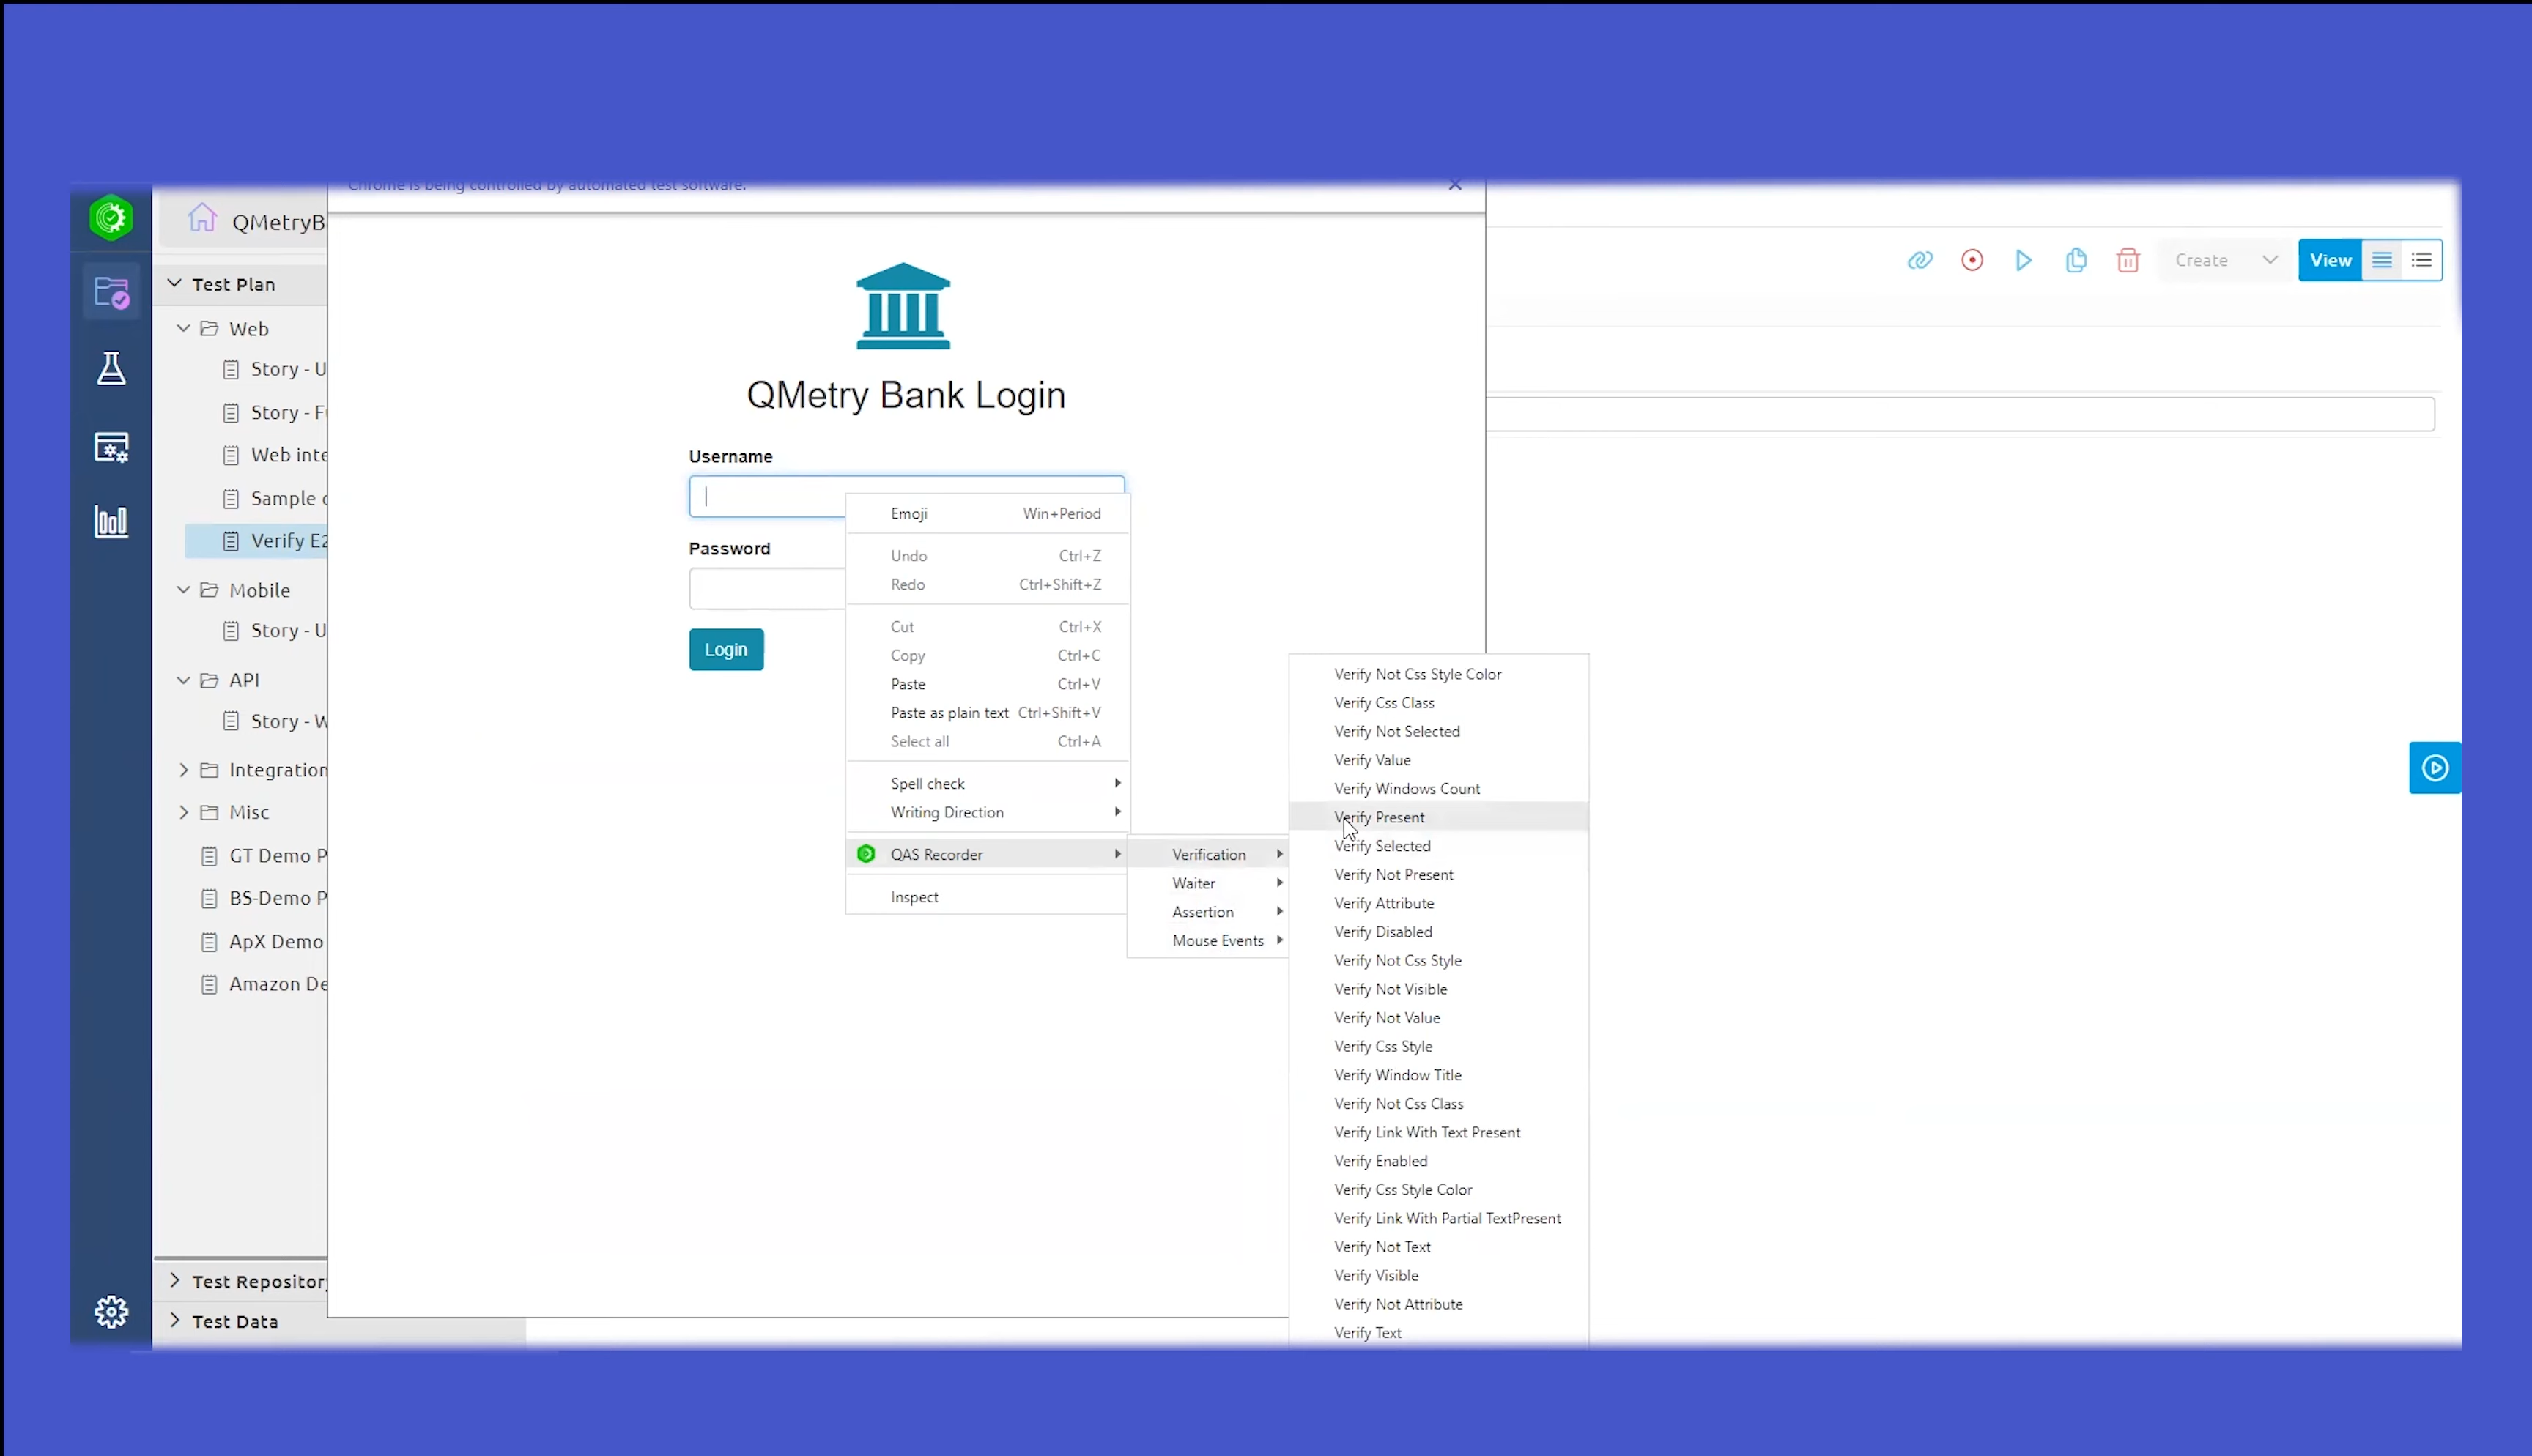 Chrome is being controlled by automated test software.
QMetryB
Test Plan
Web
Story - U
Story - F
Web inte
Sample
Verify E2
Mobile
Story - U
API
Story - W
Integration
Misc
GT Demo P
BS-Demo P
ApX Demo
Amazon De
Test Repository
Test Data
QMetry Bank Login
Username
Password
Login
Emoji Win+Period
Undo Ctrl+Z
Redo Ctrl+Shift+Z
Cut Ctrl+X
Copy Ctrl+C
Paste Ctrl+V
Paste as plain text Ctrl+Shift+V
Select all Ctrl+A
Spell check
Writing Direction
QAS Recorder
Inspect
Verification
Waiter
Assertion
Mouse Events
Verify Not Css Style Color
Verify Css Class
Verify Not Selected
Verify Value
Verify Windows Count
Verify Present
Verify Selected
Verify Not Present
Verify Attribute
Verify Disabled
Verify Not Css Style
Verify Not Visible
Verify Not Value
Verify Css Style
Verify Window Title
Verify Not Css Class
Verify Link With Text Present
Verify Enabled
Verify Css Style Color
Verify Link With Partial TextPresent
Verify Not Text
Verify Visible
Verify Not Attribute
Verify Text
Create
View